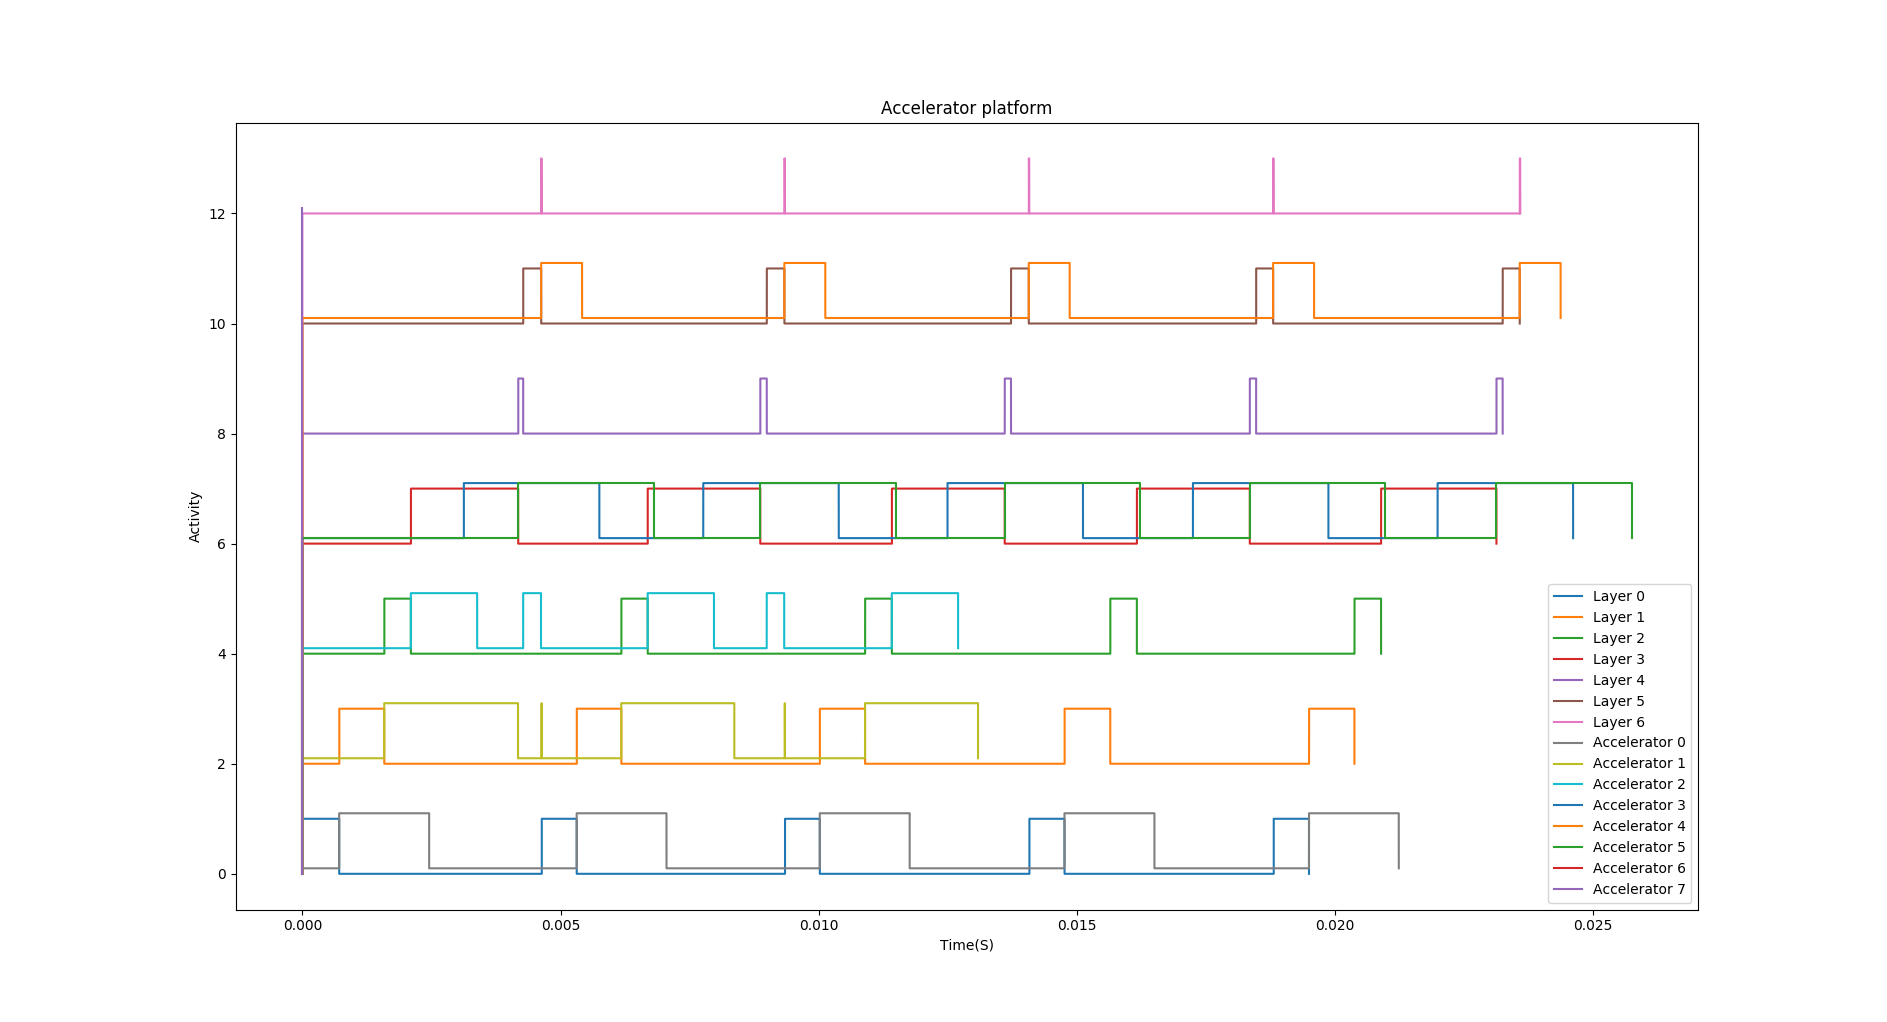 Accelerator platform
12
10
8
6
4
2
0
Activity
0.000 0.005 0.010 0.015 0.020 0.025
Time(S)
Layer 0
Layer 1
Layer 2
Layer 3
Layer 4
Layer 5
Layer 6
Accelerator 0
Accelerator 1
Accelerator 2
Accelerator 3
Accelerator 4
Accelerator 5
Accelerator 6
Accelerator 7